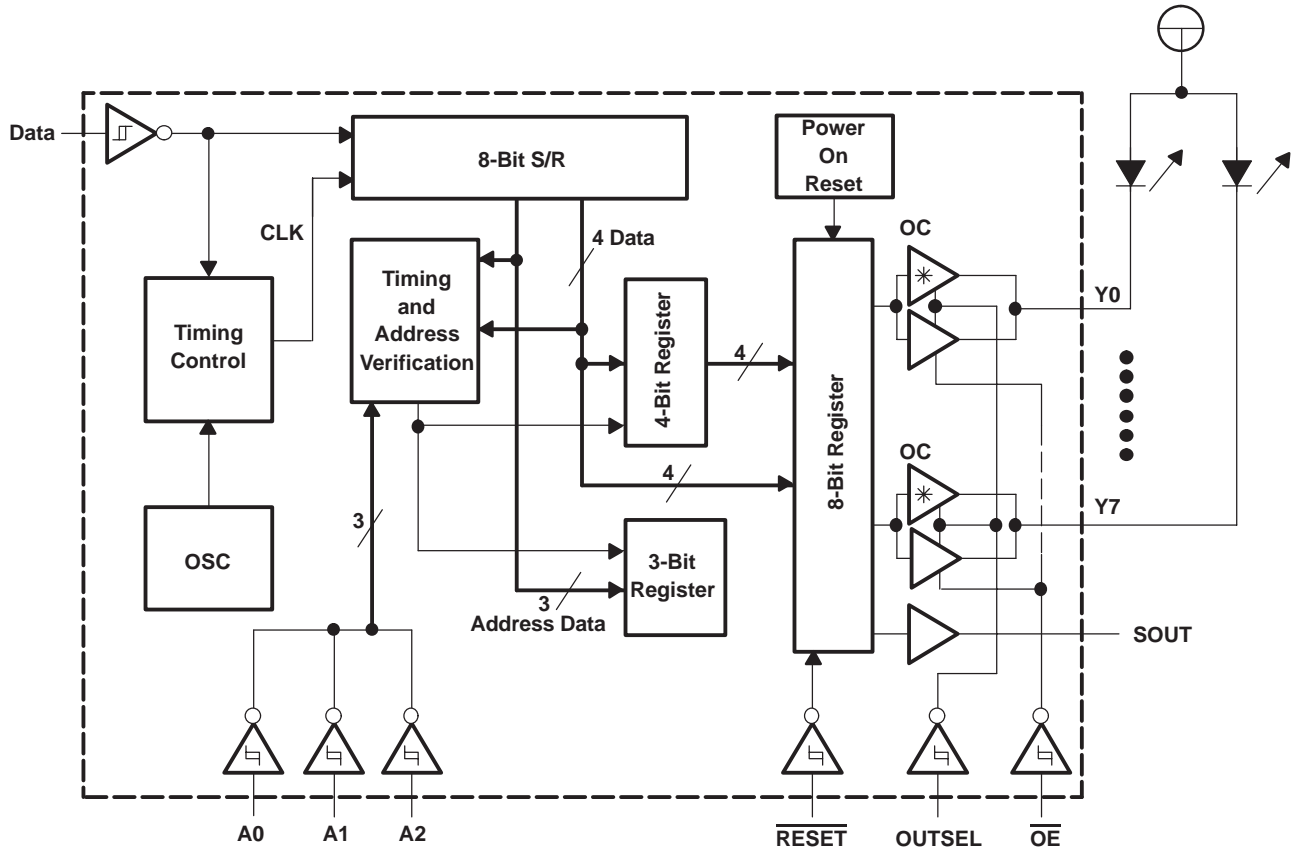 Data
8-Bit S/R
Power
On
Reset
CLK
4 Data
OC
Timing
and
Address
Verification
Timing
Control
4-Bit Register
4
8-Bit Register
Y0
OC
4
3
OSC
3-Bit
Register
Y7
3
Address Data
SOUT
A0
A1
A2
RESET
OUTSEL
OE